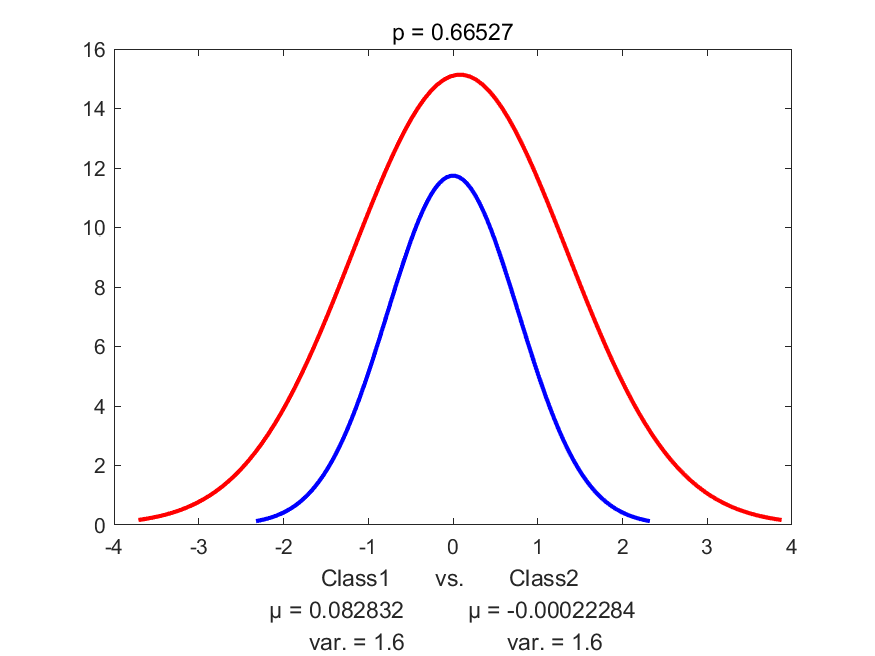 p = 0.66527
16
14
12
10
8
6
4
2
0
-4 -3 -2 -1 0 1 2 3 4
Class1 vs. Class2
μ = 0.082832 μ = -0.00022284
var. = 1.6 var. = 1.6